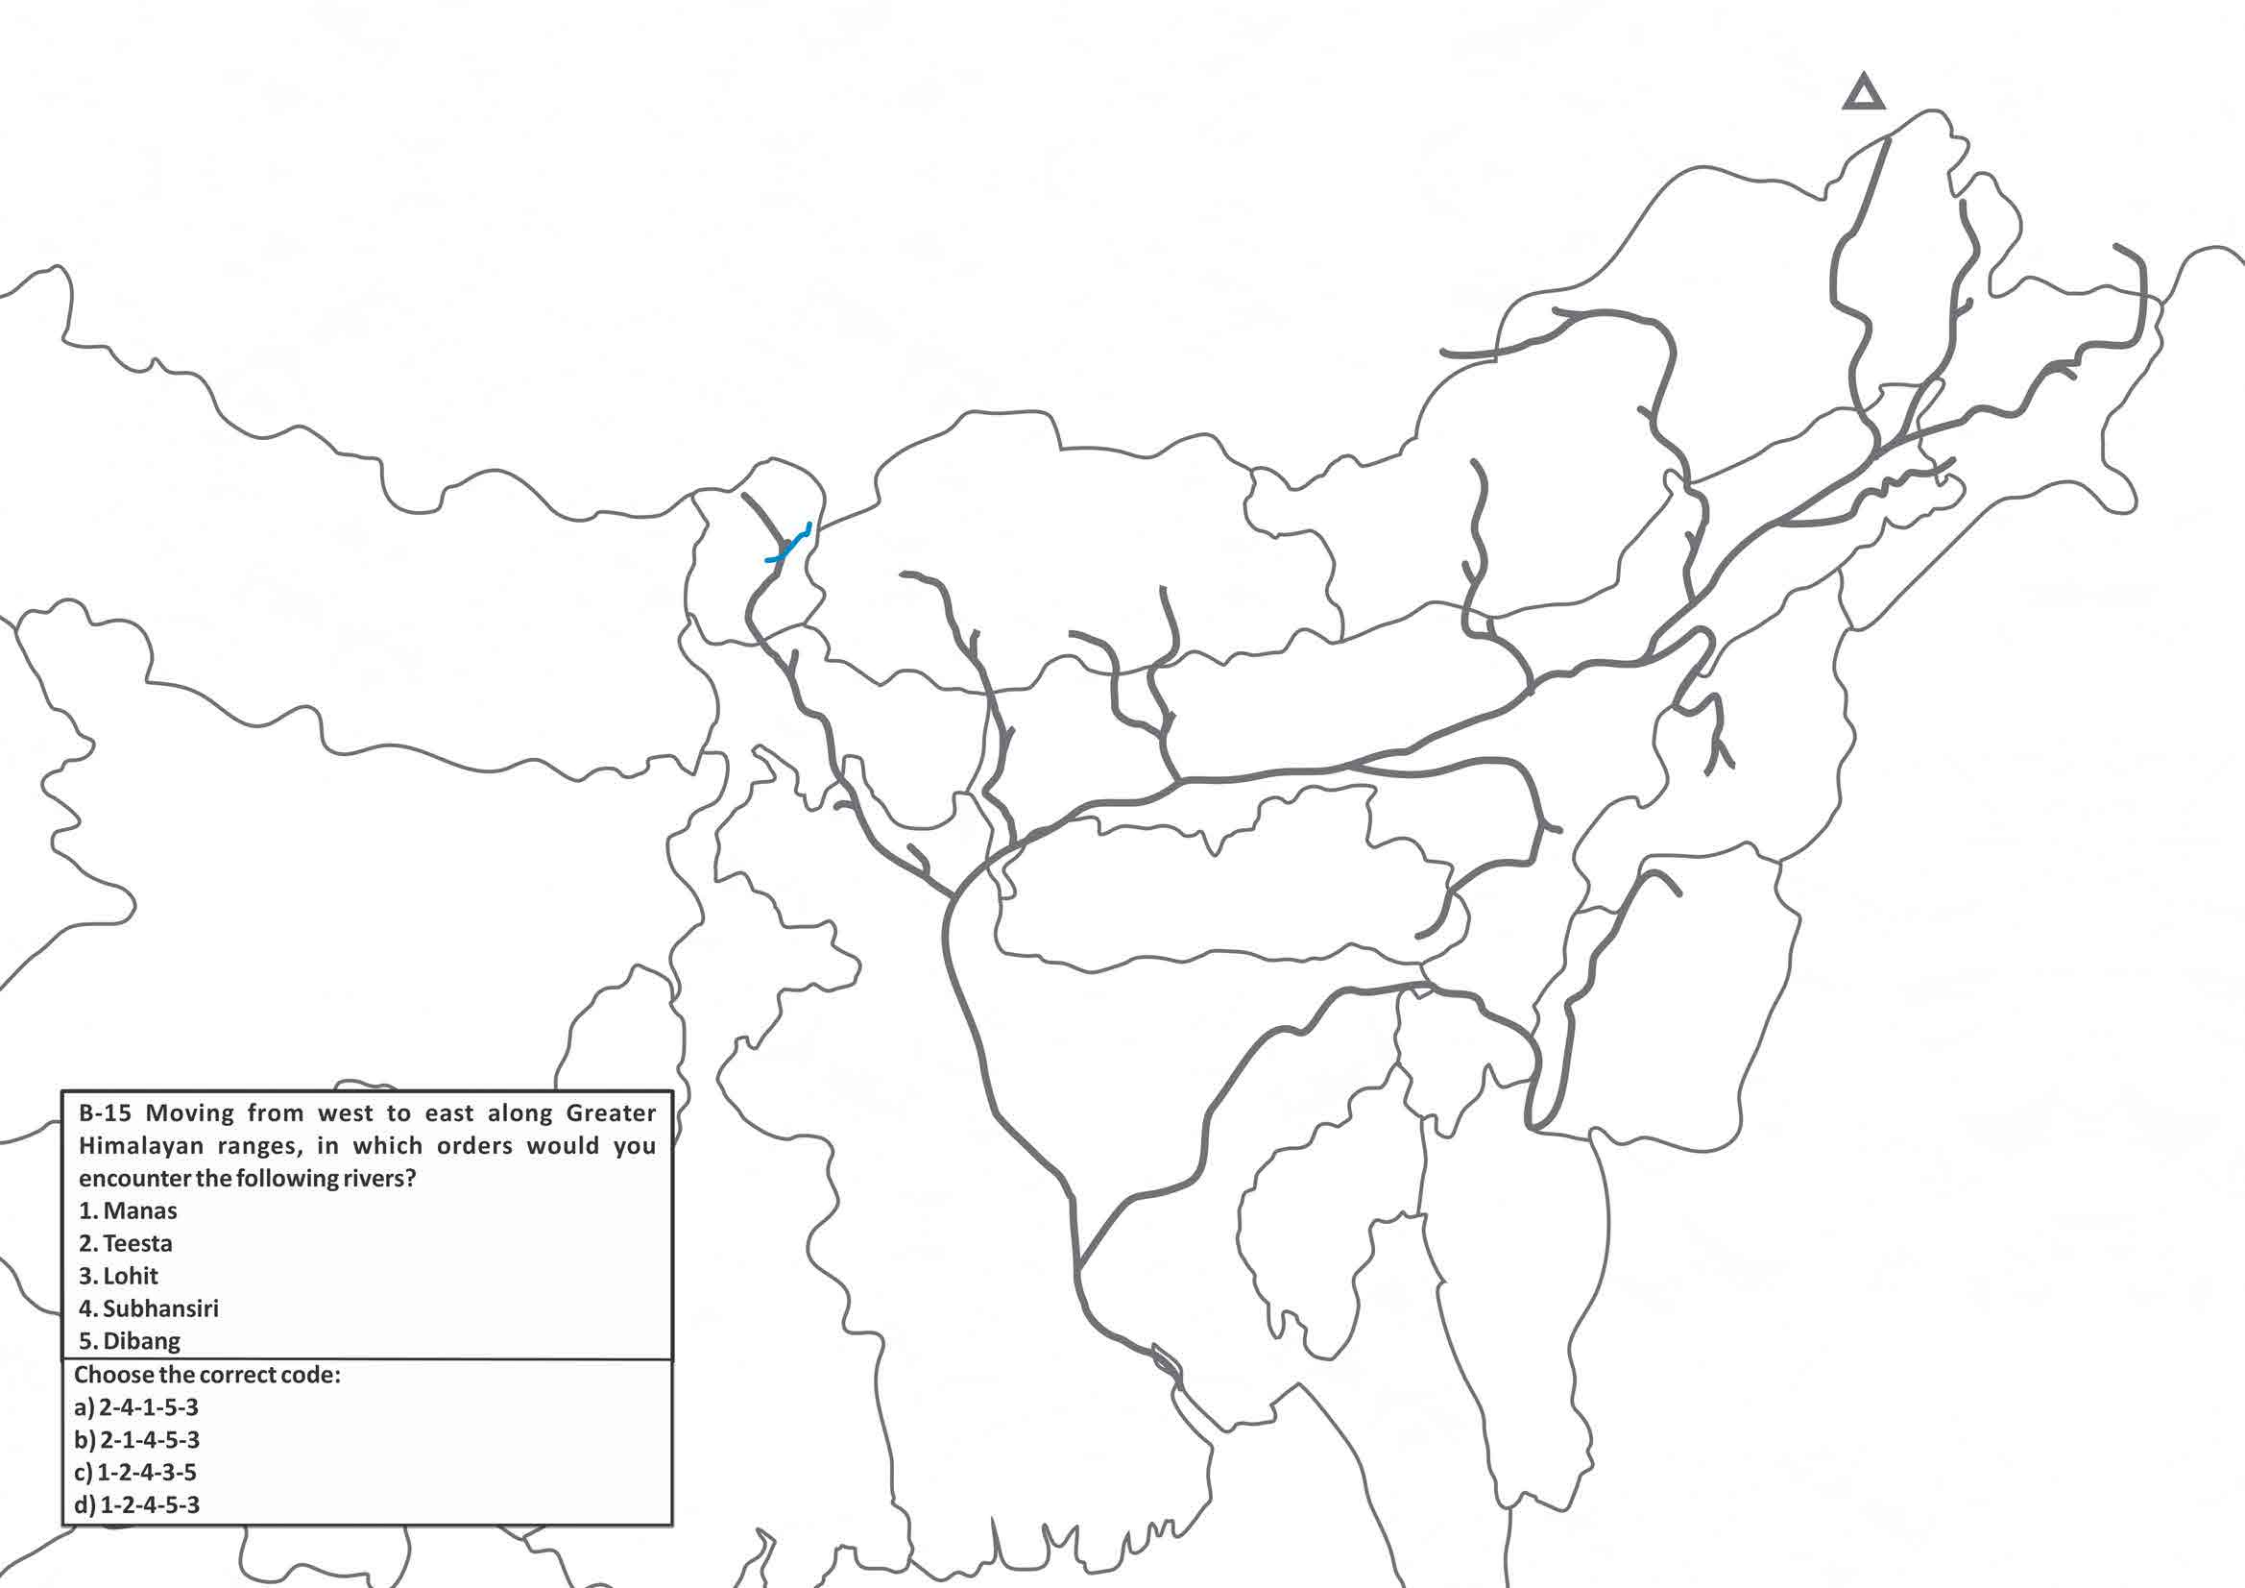 B-15 Moving from west to east along Greater
Himalayan ranges, in which orders would you
encounter the following rivers?
1. Manas
2. Teesta
3. Lohit
4. Subhansiri
5. Dibang
Choose the correct code:
a) 2-4-1-5-3
b) 2-1-4-5-3
c) 1-2-4-3-5
d) 1-2-4-5-3